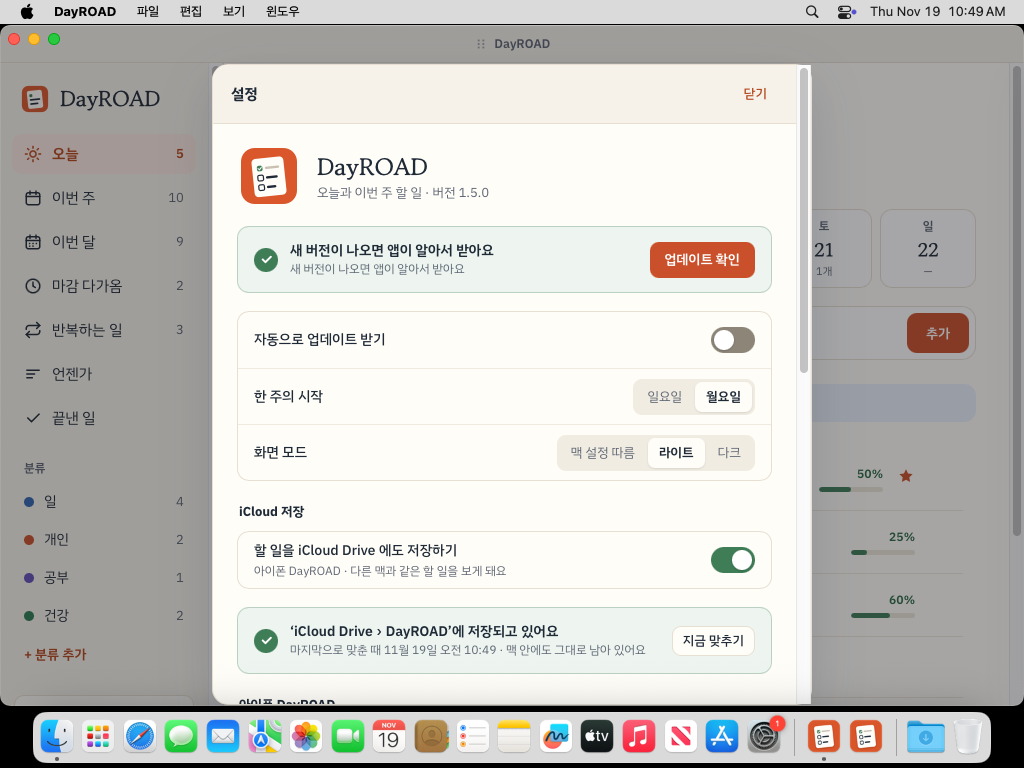 DayROAD 파일 편집 보기 윈도우 Thu Nov 19 10:49 AM
DayROAD
DayROAD
오늘 5
이번 주 10
이번 달 9
마감 다가옴 2
반복하는 일 3
언젠가
끝낸 일
분류
일 4
개인 2
공부 1
건강 2
+ 분류 추가
설정 닫기
DayROAD
오늘과 이번 주 할 일 · 버전 1.5.0
새 버전이 나오면 앱이 알아서 받아요
새 버전이 나오면 앱이 알아서 받아요
업데이트 확인
자동으로 업데이트 받기
한 주의 시작 일요일 월요일
화면 모드 맥 설정 따름 라이트 다크
iCloud 저장
할 일을 iCloud Drive 에도 저장하기
아이폰 DayROAD · 다른 맥과 같은 할 일을 보게 돼요
‘iCloud Drive › DayROAD’에 저장되고 있어요
마지막으로 맞춘 때 11월 19일 오전 10:49 · 맥 안에도 그대로 남아 있어요
지금 맞추기
아이폰 DayROAD
토 일
21 22
1개 –
추가
50%
25%
60%
NOV
19
tv
1